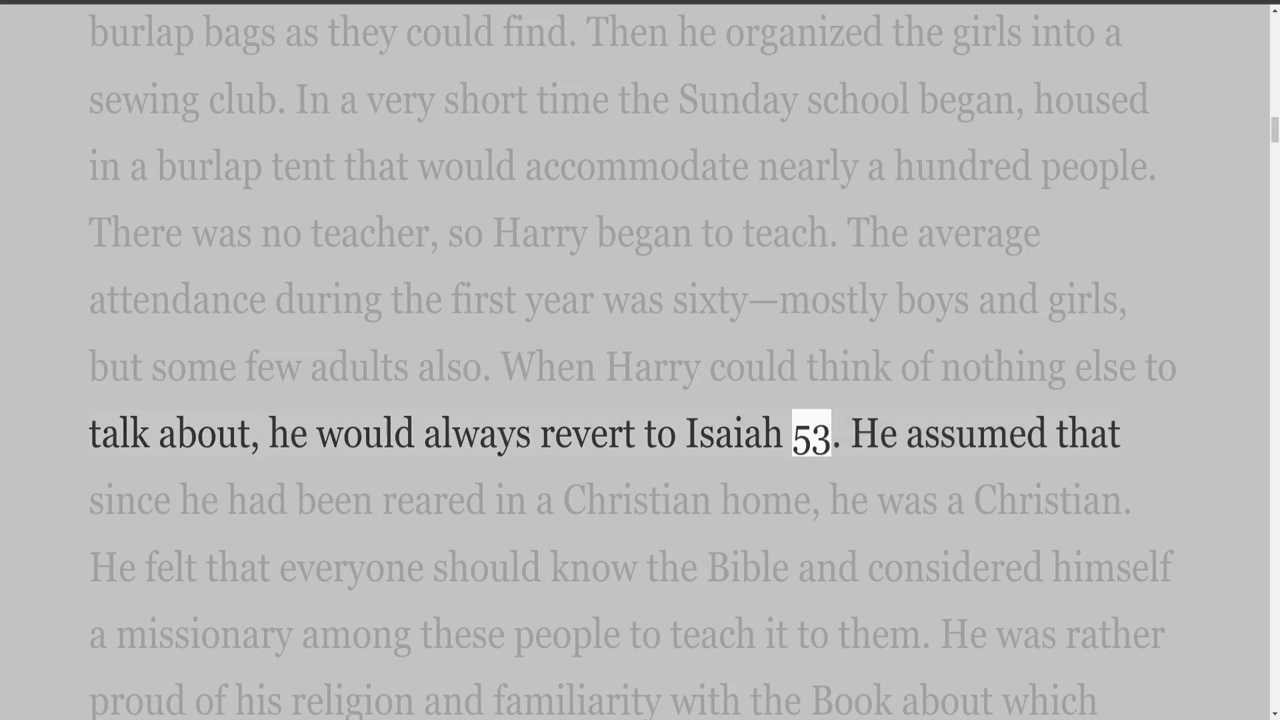 burlap bags as they could find. Then he organized the girls into a
sewing club. In a very short time the Sunday school began, housed
in a burlap tent that would accommodate nearly a hundred people.
There was no teacher, so Harry began to teach. The average
attendance during the first year was sixty—mostly boys and girls,
but some few adults also. When Harry could think of nothing else to
talk about, he would always revert to Isaiah 53. He assumed that
since he had been reared in a Christian home, he was a Christian.
He felt that everyone should know the Bible and considered himself
a missionary among these people to teach it to them. He was rather
proud of his religion and familiarity with the Book about which